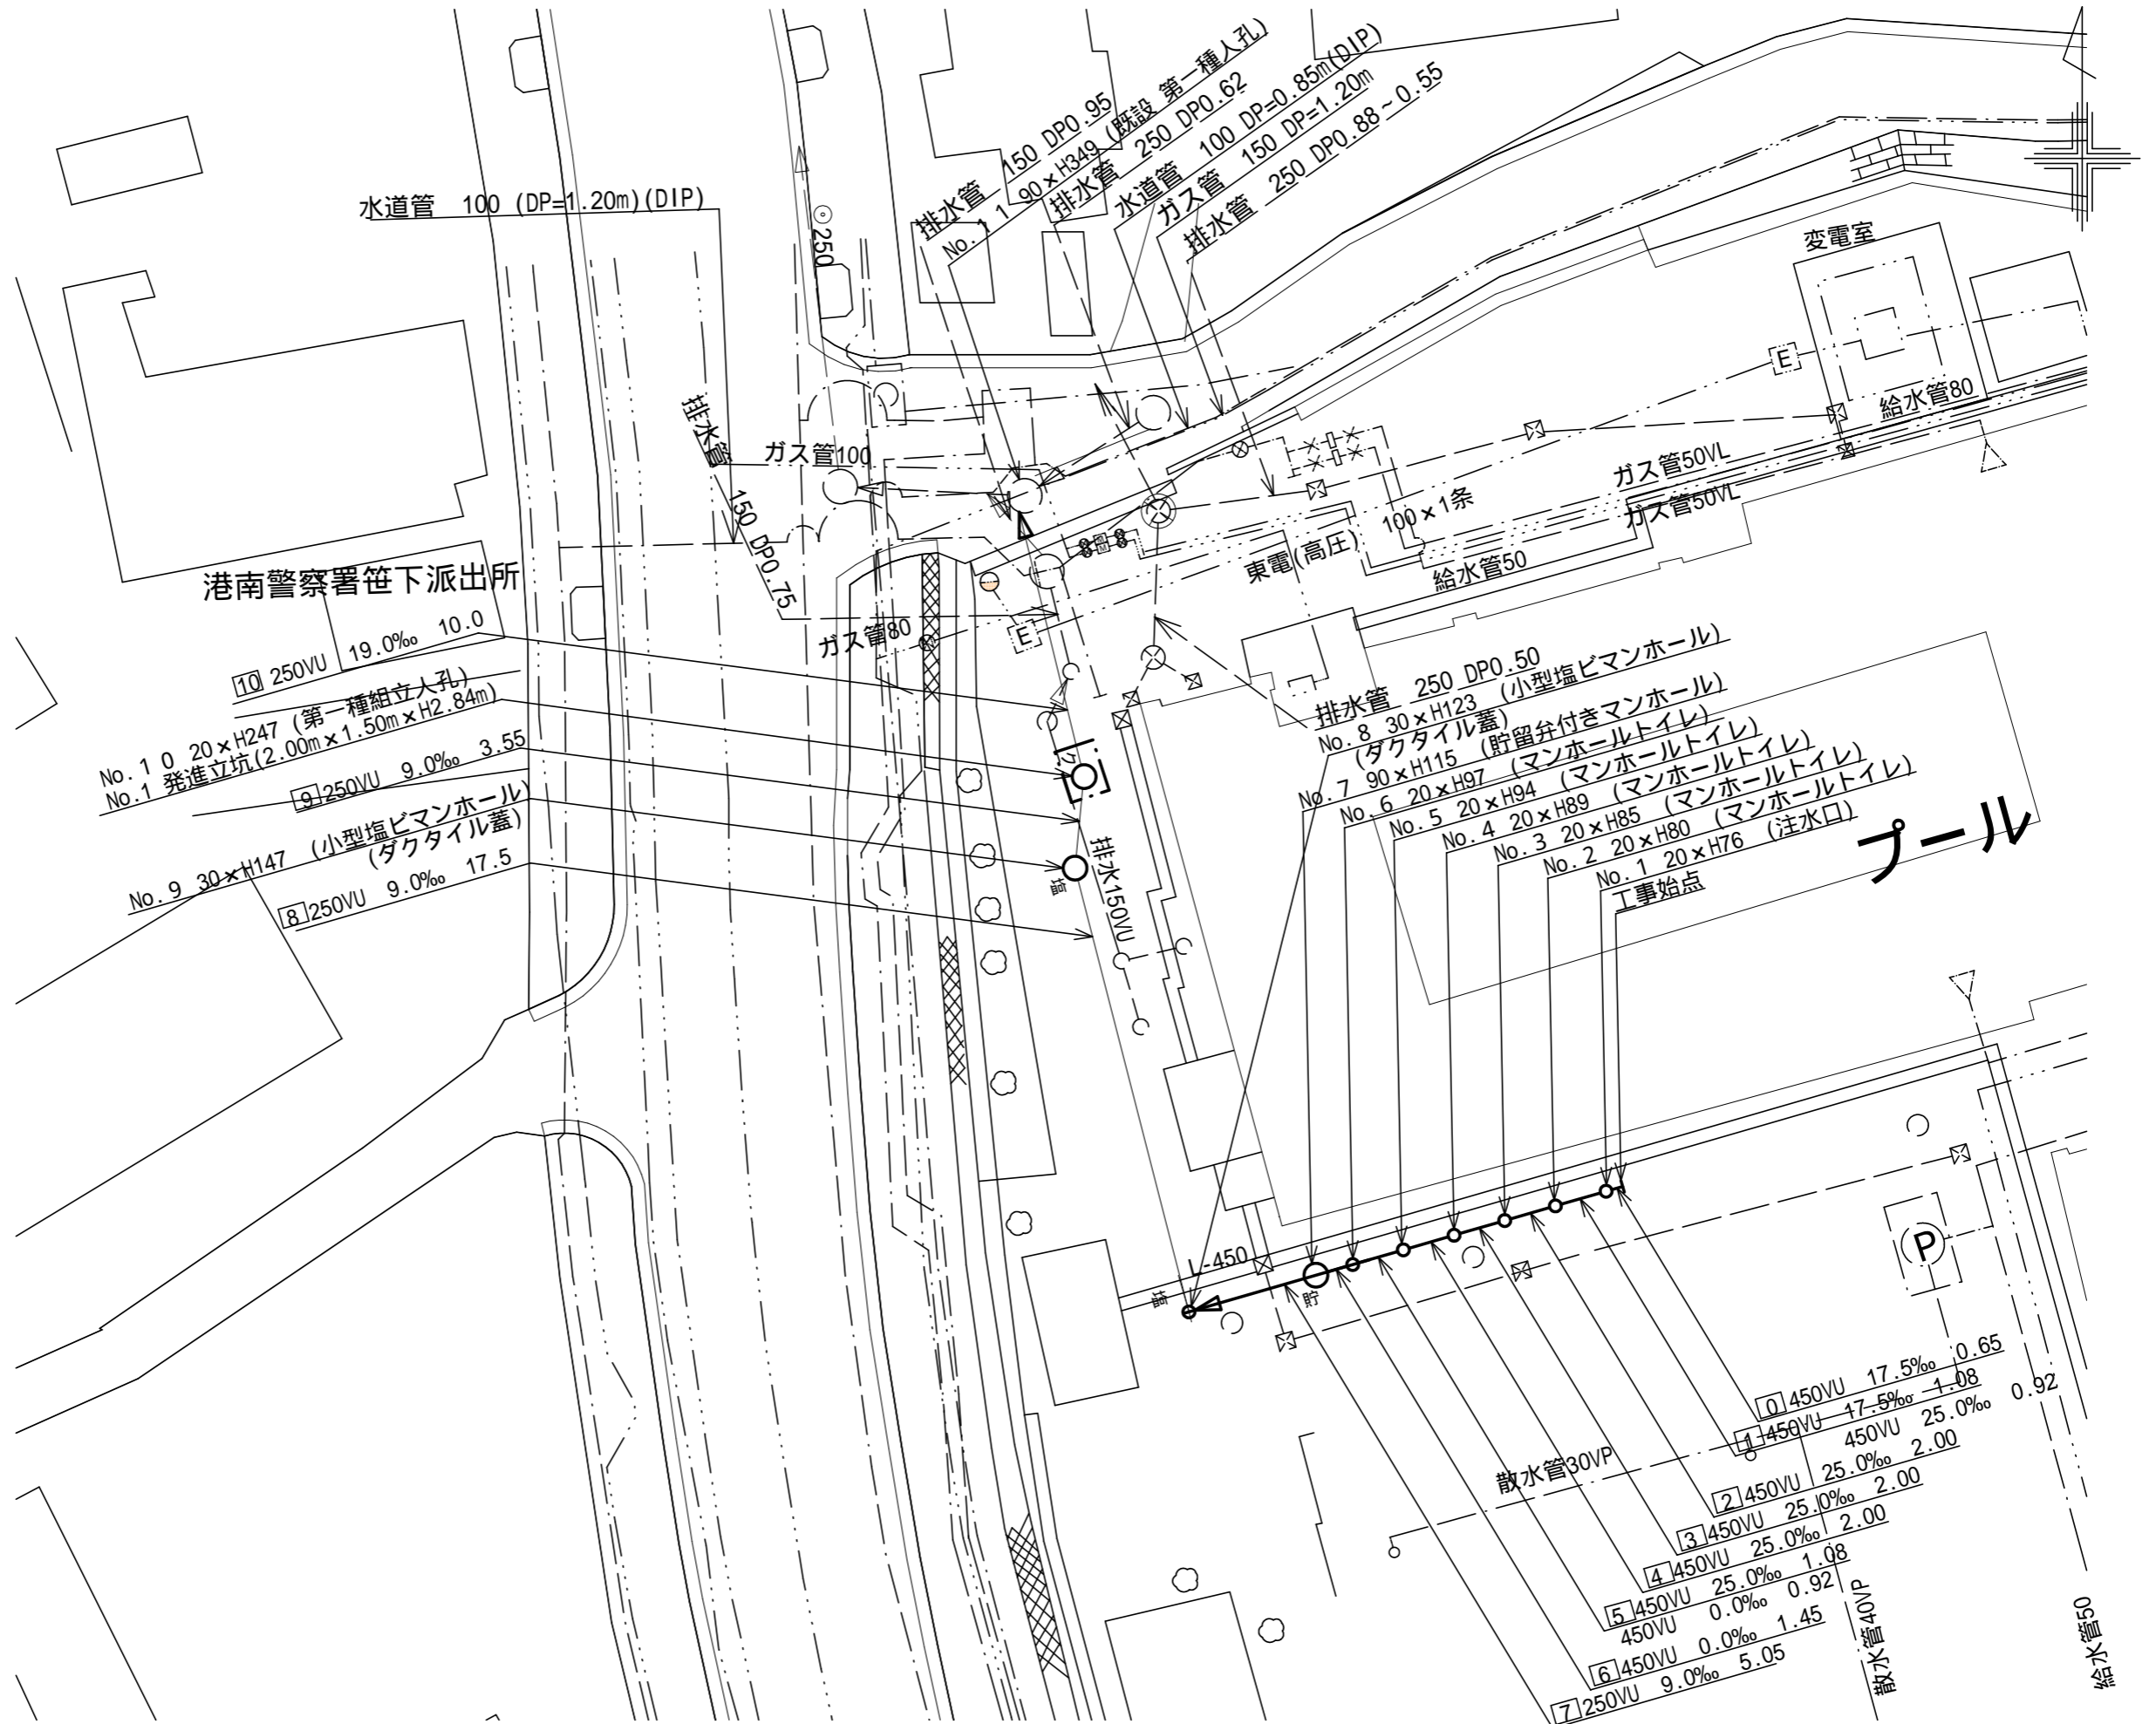 排水管 150 DP0.95
No.11 90×H349 (既設 第一種人孔)
排水管 250 DP0.62
水道管 100 DP=0.85m(DIP)
ガス管 150 DP=1.20m
排水管 250 DP0.88~0.55
水道管 100 (DP=1.20m)(DIP)
250
変電室
E
給水管80
排水管 150 DP0.75
ガス管100
ガス管50VL
ガス管50VL
100×1条
東電(高圧)
給水管50
港南警察署笹下派出所
ガス管80
E
10 250VU 19.0‰ 10.0
No.10 20×H247 (第一種組立人孔)
No.1 発進立坑(2.00m×1.50m×H2.84m)
9 250VU 9.0‰ 3.55
No.9 30×H147 (小型塩ビマンホール)
(ダクタイル蓋)
8 250VU 9.0‰ 17.5
排水管 250 DP0.50
No.8 30×H123 (小型塩ビマンホール)
(ダクタイル蓋)
No.7 90×H115 (貯留弁付きマンホール)
No.6 20×H97 (マンホールトイレ)
No.5 20×H94 (マンホールトイレ)
No.4 20×H89 (マンホールトイレ)
No.3 20×H85 (マンホールトイレ)
No.2 20×H80 (マンホールトイレ)
No.1 20×H76 (注水口)
工事始点
プール
排水150VU
塩
L-450
塩
貯
P
0 450VU 17.5‰ 0.65
1 450VU 17.5‰ 1.08
450VU 25.0‰ 0.92
2 450VU 25.0‰ 2.00
3 450VU 25.0‰ 2.00
4 450VU 25.0‰ 2.00
5 450VU 25.0‰ 1.08
450VU 0.0‰ 0.92
6 450VU 0.0‰ 1.45
7 250VU 9.0‰ 5.05
散水管30VP
散水管40VP
給水管50